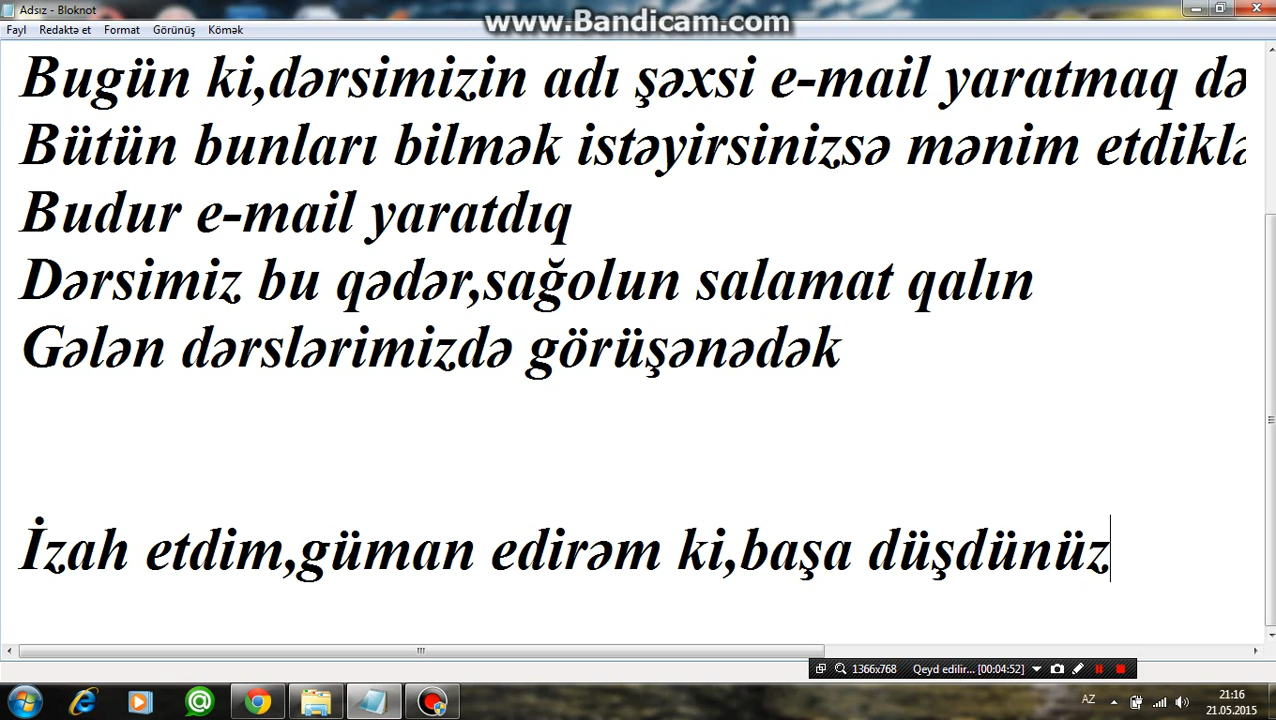 Adsız - Bloknot
www.Bandicam.com
Fayl Redaktə et Format Görünüş Kömək
Bugün ki,dərsimizin adı şəxsi e-mail yaratmaq də
Bütün bunları bilmək istəyirsinizsə mənim etdiklə
Budur e-mail yaratdıq
Dərsimiz bu qədər,sağolun salamat qalın
Gələn dərslərimizdə görüşənədək
İzah etdim,güman edirəm ki,başa düşdünüz
1366x768 Qeyd edilir... [00:04:52]
AZ 21:16
21.05.2015